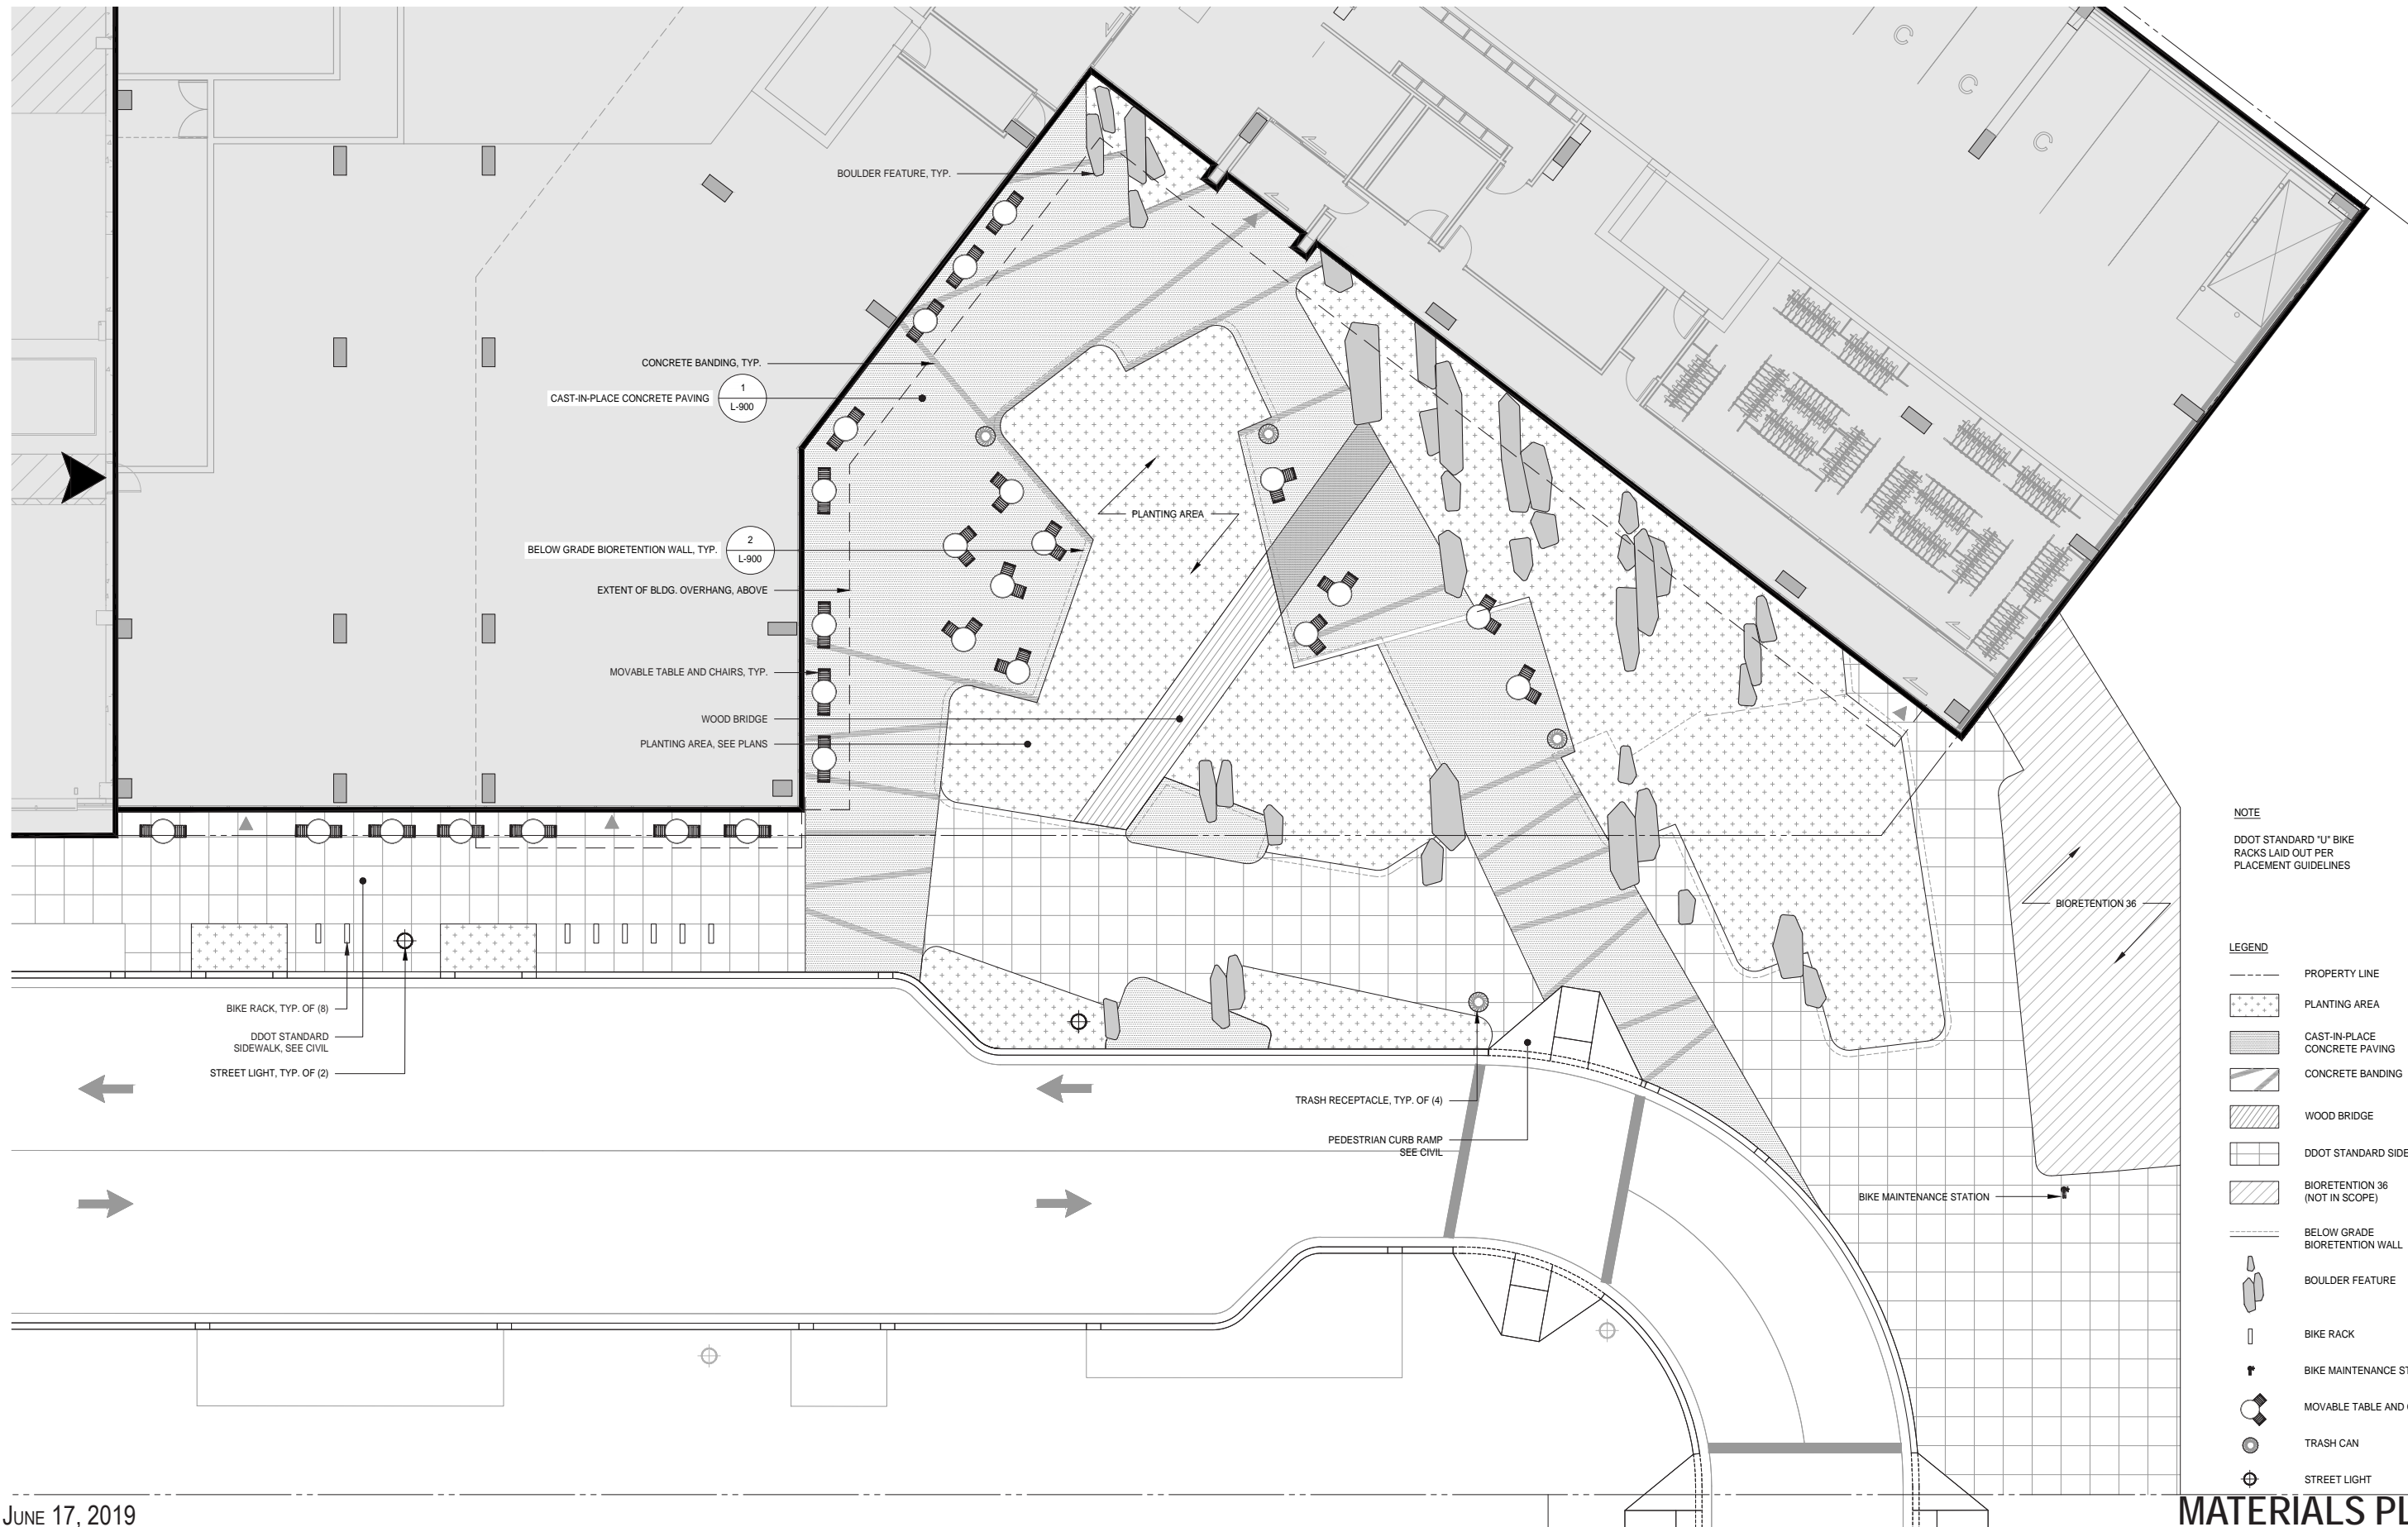 BOULDER FEATURE, TYP.
CONCRETE BANDING, TYP.
CAST-IN-PLACE CONCRETE PAVING
1
L-900
PLANTING AREA
BELOW GRADE BIORETENTION WALL, TYP.
2
L-900
EXTENT OF BLDG. OVERHANG, ABOVE
MOVABLE TABLE AND CHAIRS, TYP.
WOOD BRIDGE
PLANTING AREA, SEE PLANS
C
C
C
BIKE RACK, TYP. OF (8)
DDOT STANDARD
SIDEWALK, SEE CIVIL
STREET LIGHT, TYP. OF (2)
TRASH RECEPTACLE, TYP. OF (4)
PEDESTRIAN CURB RAMP
SEE CIVIL
BIKE MAINTENANCE STATION
BIORETENTION 36
NOTE
DDOT STANDARD "U" BIKE
RACKS LAID OUT PER
PLACEMENT GUIDELINES
LEGEND
PROPERTY LINE
PLANTING AREA
CAST-IN-PLACE
CONCRETE PAVING
CONCRETE BANDING
WOOD BRIDGE
DDOT STANDARD SIDE
BIORETENTION 36
(NOT IN SCOPE)
BELOW GRADE
BIORETENTION WALL
BOULDER FEATURE
BIKE RACK
BIKE MAINTENANCE ST
MOVABLE TABLE AND
TRASH CAN
STREET LIGHT
JUNE 17, 2019
MATERIALS PL